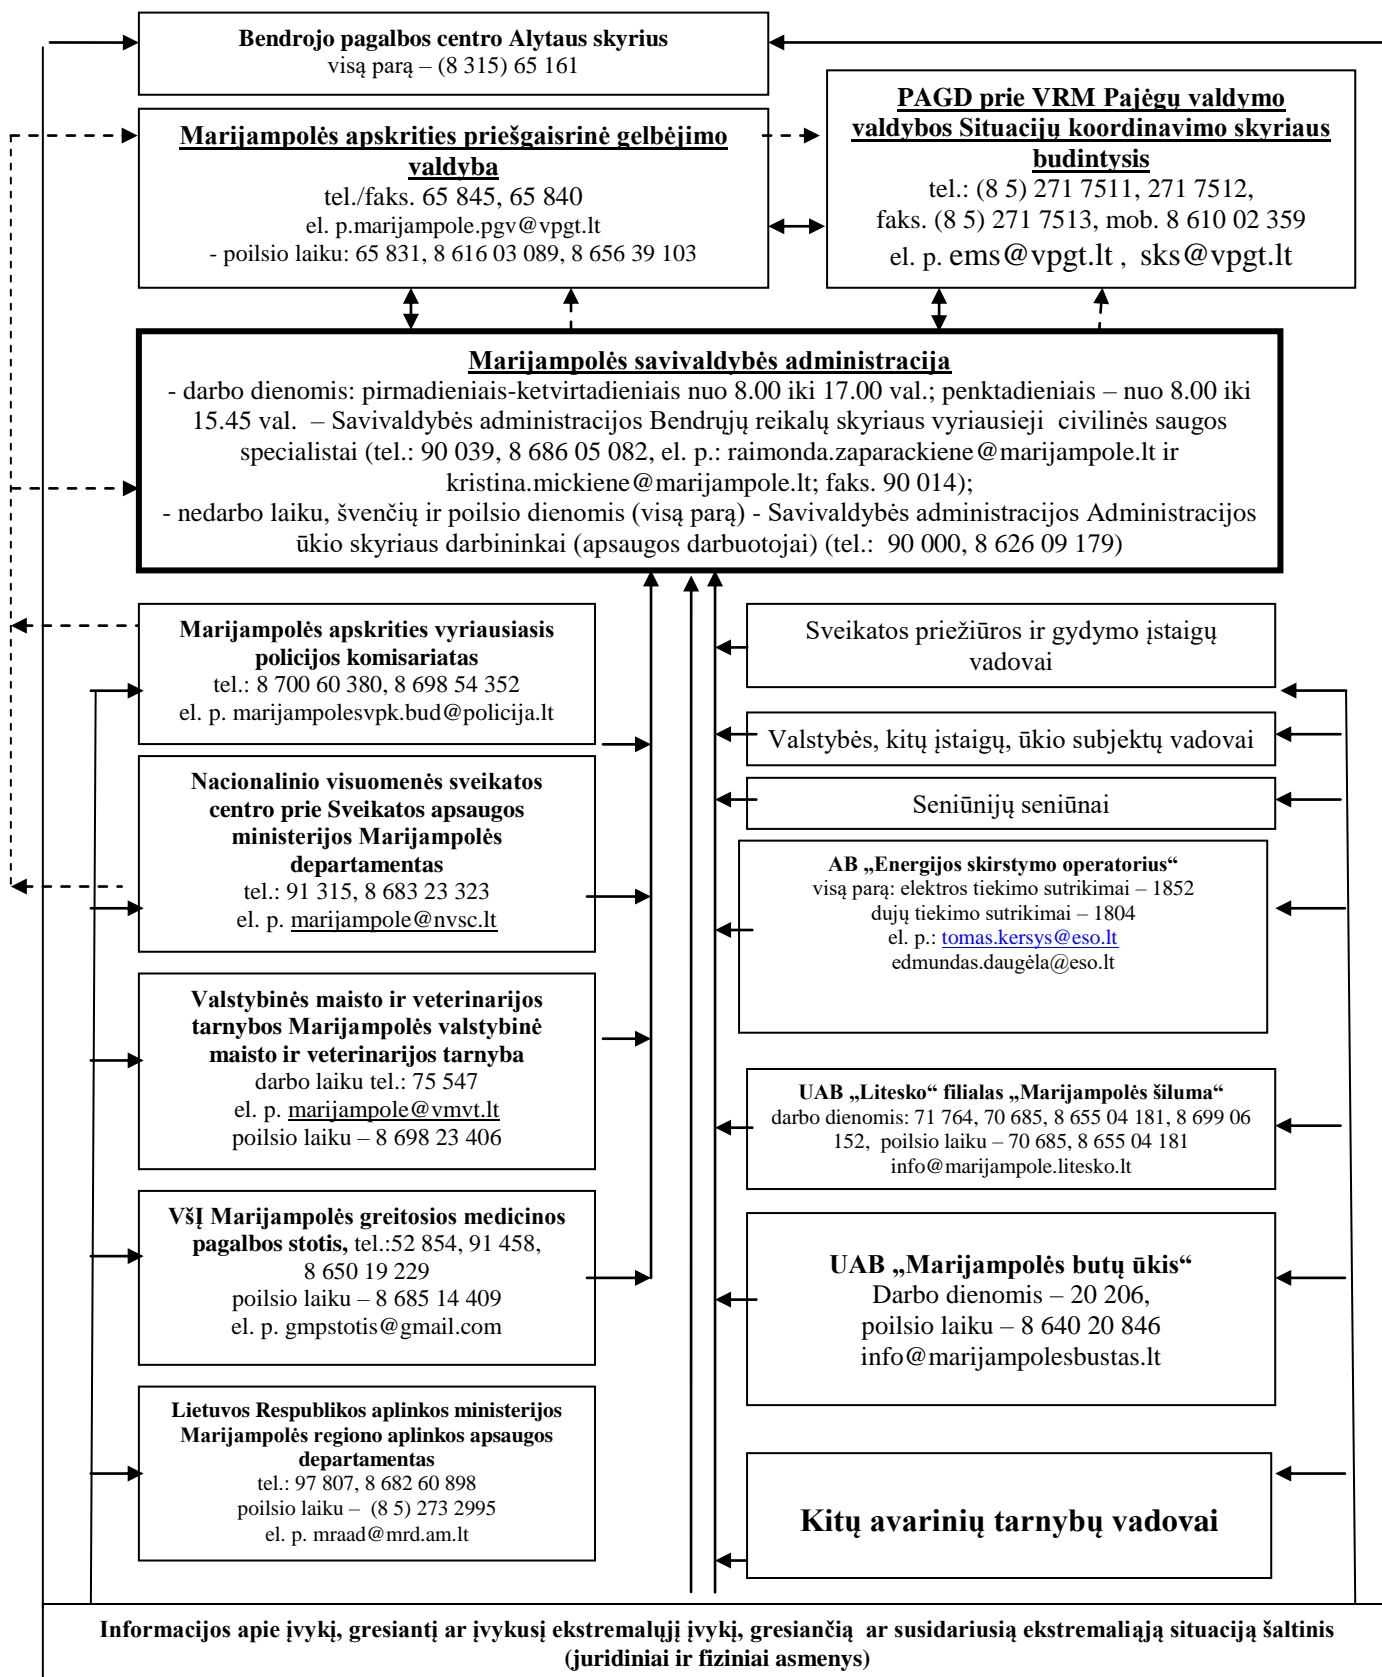 Bendrojo pagalbos centro Alytaus skyrius
visą parą – (8 315) 65 161
Marijampolės apskrities priešgaisrinė gelbėjimo
valdyba
tel./faks. 65 845, 65 840
el. p.marijampole.pgv@vpgt.lt
- poilsio laiku: 65 831, 8 616 03 089, 8 656 39 103
PAGD prie VRM Pajėgų valdymo
valdybos Situacijų koordinavimo skyriaus
budintysis
tel.: (8 5) 271 7511, 271 7512,
faks. (8 5) 271 7513, mob. 8 610 02 359
el. p. ems@vpgt.lt , sks@vpgt.lt
Marijampolės savivaldybės administracija
- darbo dienomis: pirmadieniais-ketvirtadieniais nuo 8.00 iki 17.00 val.; penktadieniais – nuo 8.00 iki
15.45 val. – Savivaldybės administracijos Bendrųjų reikalų skyriaus vyriausieji civilinės saugos
specialistai (tel.: 90 039, 8 686 05 082, el. p.: raimonda.zaparackiene@marijampole.lt ir
kristina.mickiene@marijampole.lt; faks. 90 014);
- nedarbo laiku, švenčių ir poilsio dienomis (visą parą) - Savivaldybės administracijos Administracijos
ūkio skyriaus darbininkai (apsaugos darbuotojai) (tel.: 90 000, 8 626 09 179)
Marijampolės apskrities vyriausiasis
policijos komisariatas
tel.: 8 700 60 380, 8 698 54 352
el. p. marijampolesvpk.bud@policija.lt
Nacionalinio visuomenės sveikatos
centro prie Sveikatos apsaugos
ministerijos Marijampolės
departamentas
tel.: 91 315, 8 683 23 323
el. p. marijampole@nvsc.lt
Valstybinės maisto ir veterinarijos
tarnybos Marijampolės valstybinė
maisto ir veterinarijos tarnyba
darbo laiku tel.: 75 547
el. p. marijampole@vmvt.lt
poilsio laiku – 8 698 23 406
VšĮ Marijampolės greitosios medicinos
pagalbos stotis, tel.:52 854, 91 458,
8 650 19 229
poilsio laiku – 8 685 14 409
el. p. gmpstotis@gmail.com
Lietuvos Respublikos aplinkos ministerijos
Marijampolės regiono aplinkos apsaugos
departamentas
tel.: 97 807, 8 682 60 898
poilsio laiku – (8 5) 273 2995
el. p. mraad@mrd.am.lt
Sveikatos priežiūros ir gydymo įstaigų
vadovai
Valstybės, kitų įstaigų, ūkio subjektų vadovai
Seniūnijų seniūnai
AB „Energijos skirstymo operatorius“
visą parą: elektros tiekimo sutrikimai – 1852
dujų tiekimo sutrikimai – 1804
el. p.: tomas.kersys@eso.lt
edmundas.daugėla@eso.lt
UAB „Litesko“ filialas „Marijampolės šiluma“
darbo dienomis: 71 764, 70 685, 8 655 04 181, 8 699 06
152, poilsio laiku – 70 685, 8 655 04 181
info@marijampole.litesko.lt
UAB „Marijampolės butų ūkis“
Darbo dienomis – 20 206,
poilsio laiku – 8 640 20 846
info@marijampolesbustas.lt
Kitų avarinių tarnybų vadovai
Informacijos apie įvykį, gresiantį ar įvykusį ekstremalųjį įvykį, gresiančią ar susidariusią ekstremaliąją situaciją šaltinis
(juridiniai ir fiziniai asmenys)